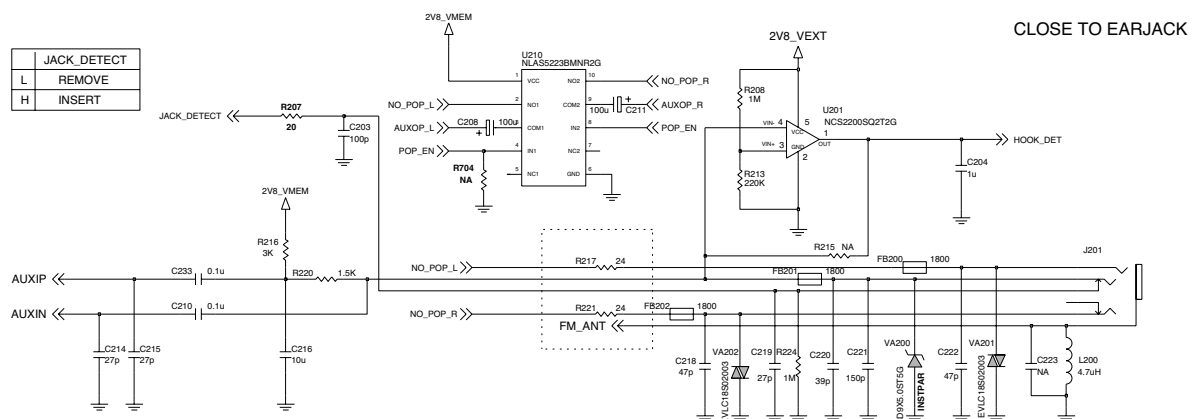 CLOSE TO EARJACK
JACK_DETECT
L REMOVE
H INSERT
2V8_VMEM
U210
NLAS5223BMNR2G
1 VCC NO2 10 NO_POP_R
NO_POP_L 2 NO1 COM2 9 100u + C211 AUXOP_R
AUXOP_L C208 + 100u 3 COM1 IN2 8 POP_EN
POP_EN 4 IN1 NC2 7
5 NC1 GND 6
R704
NA
JACK_DETECT
R207
20
C203
100p
2V8_VEXT
R208
1M
U201
NCS2200SQ2T2G
VIN- 4 VCC 5
VIN+ 3 GND 2
1
OUT
HOOK_DET
R213
220K
C204
1u
2V8_VMEM
R216
3K
AUXIP C233 0.1u R220 1.5K
AUXIN C210 0.1u
C214
27p
C215
27p
C216
10u
NO_POP_L R217 24
NO_POP_R R221 24
FM_ANT
R215 NA
FB200 1800
FB201 1800
FB202 1800
J201
C218
47p
VA202
EVLC18S02003
C219
27p
R224
1M
C220
39p
C221
150p
VA200
INSTPAR
C222
47p
VA201
EVLC18S02003
C223
NA
L200
4.7uH